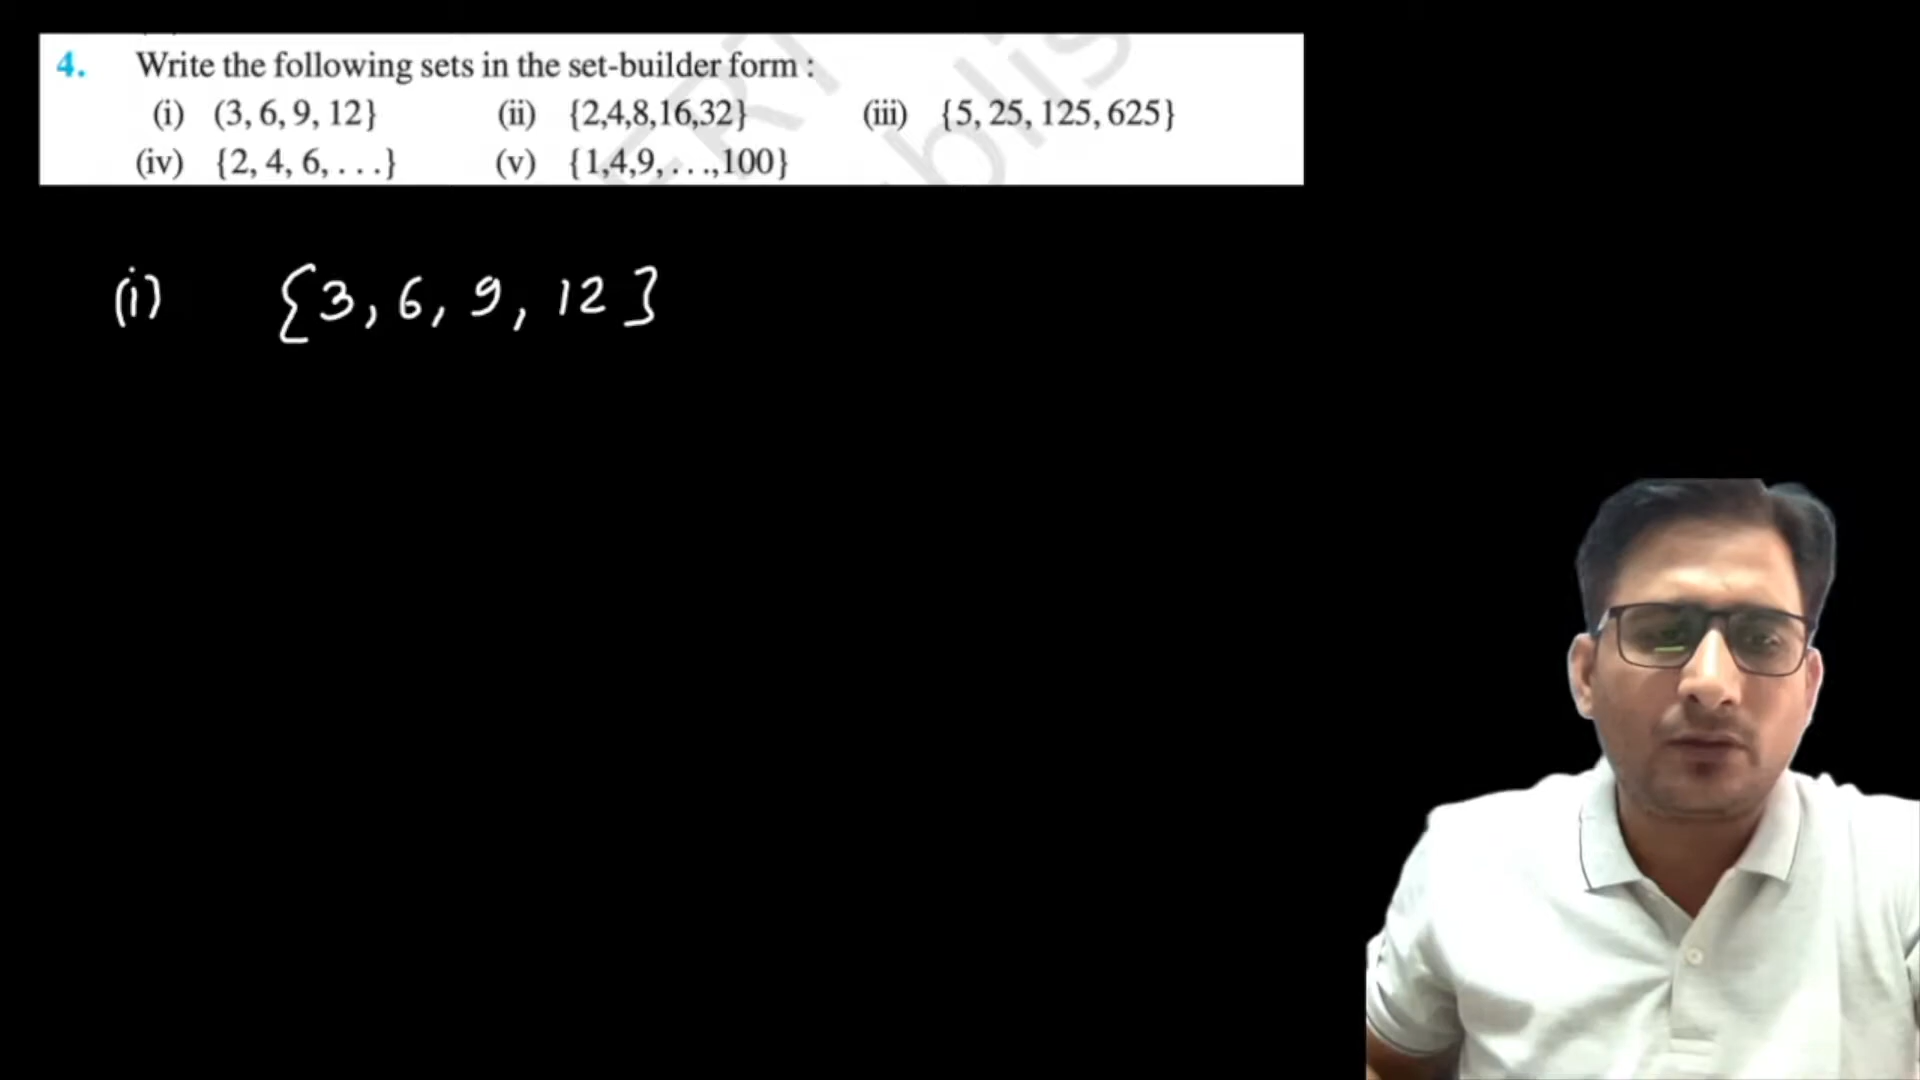 4. Write the following sets in the set-builder form :
(i) (3, 6, 9, 12} (ii) {2,4,8,16,32} (iii) {5, 25, 125, 625}
(iv) {2, 4, 6, . . .} (v) {1,4,9, . . .,100}
(i) {3, 6, 9, 12}